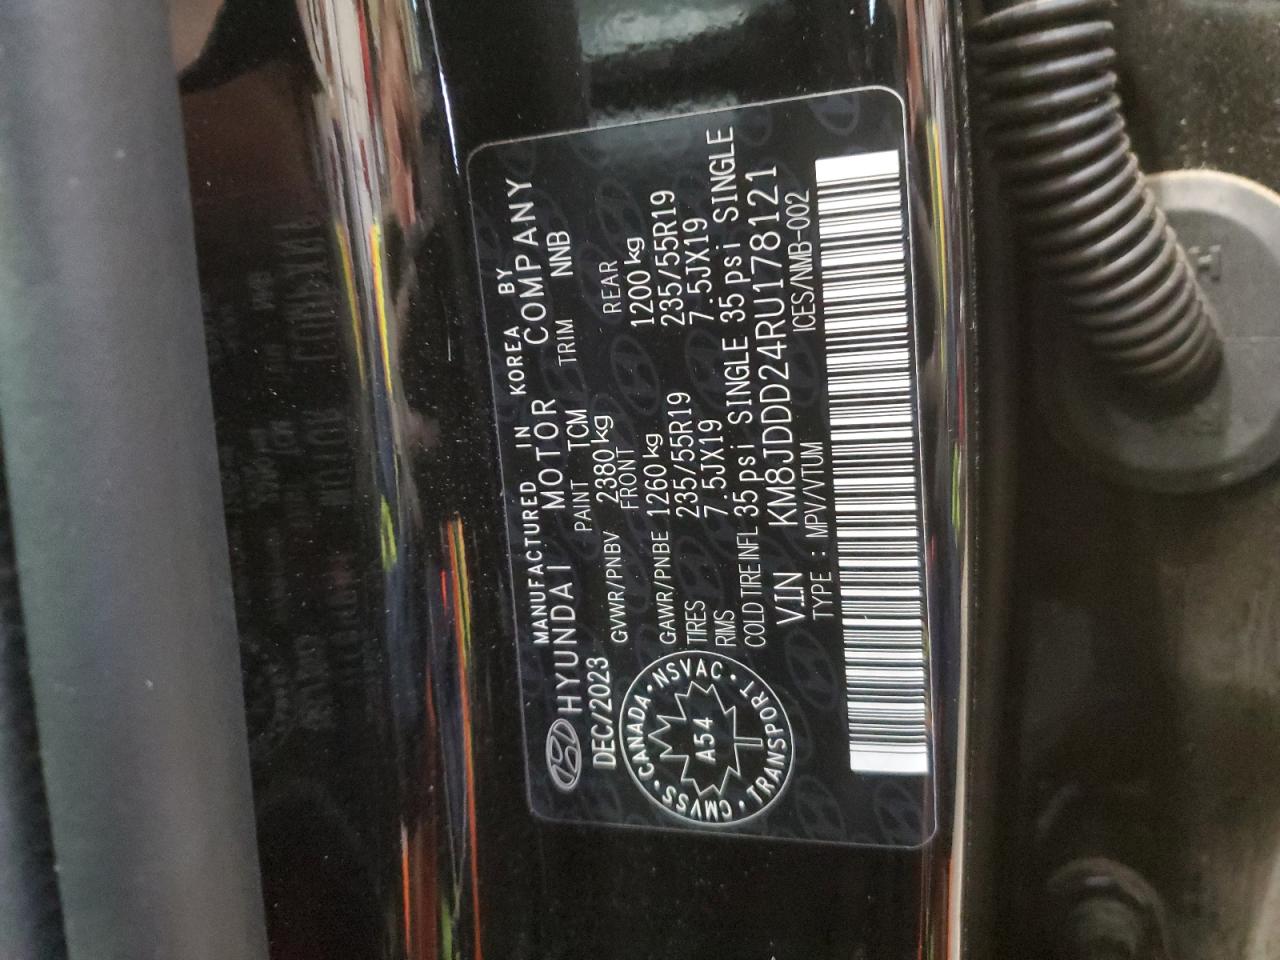 MANUFACTURED IN KOREA BY
HYUNDAI MOTOR COMPANY
DEC/2023 PAINT TCM TRIM NNB
GVWR/PNBV 2380 kg
FRONT REAR
GAWR/PNBE 1260 kg 1200 kg
TIRES 235/55R19 235/55R19
RIMS 7.5JX19 7.5JX19
COLD TIRE INFL 35 psi SINGLE 35 psi SINGLE
VIN KM8JDDD24RU178121
TYPE : MPV/VTUM ICES/NMB-002
CMVSS · CANADA · NSVAC · TRANSPORT ·
A54